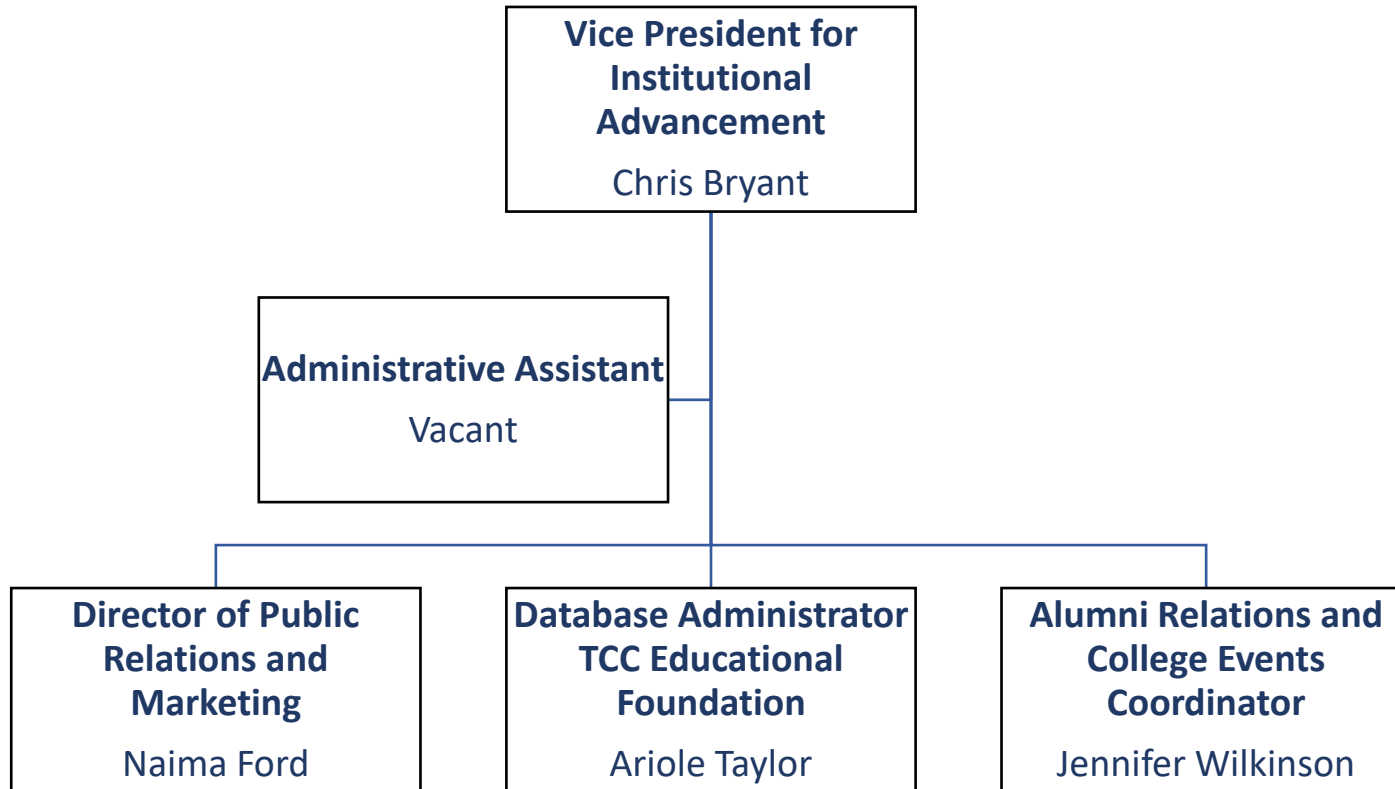 Vice President for
Institutional
Advancement
Chris Bryant
Administrative Assistant
Vacant
Director of Public
Relations and
Marketing
Naima Ford
Database Administrator
TCC Educational
Foundation
Ariole Taylor
Alumni Relations and
College Events
Coordinator
Jennifer Wilkinson